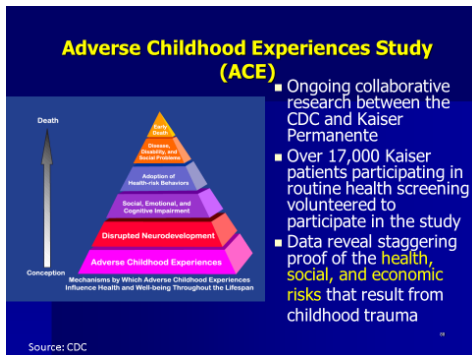 Adverse Childhood Experiences Study
(ACE)
Death
Early
Death
Disease,
Disability, and
Social Problems
Adoption of
Health-risk Behaviors
Social, Emotional, and
Cognitive Impairment
Disrupted Neurodevelopment
Adverse Childhood Experiences
Conception
Mechanisms by Which Adverse Childhood Experiences
Influence Health and Well-being Throughout the Lifespan
Ongoing collaborative
research between the
CDC and Kaiser
Permanente
Over 17,000 Kaiser
patients participating in
routine health screening
volunteered to
participate in the study
Data reveal staggering
proof of the health,
social, and economic
risks that result from
childhood trauma
Source: CDC